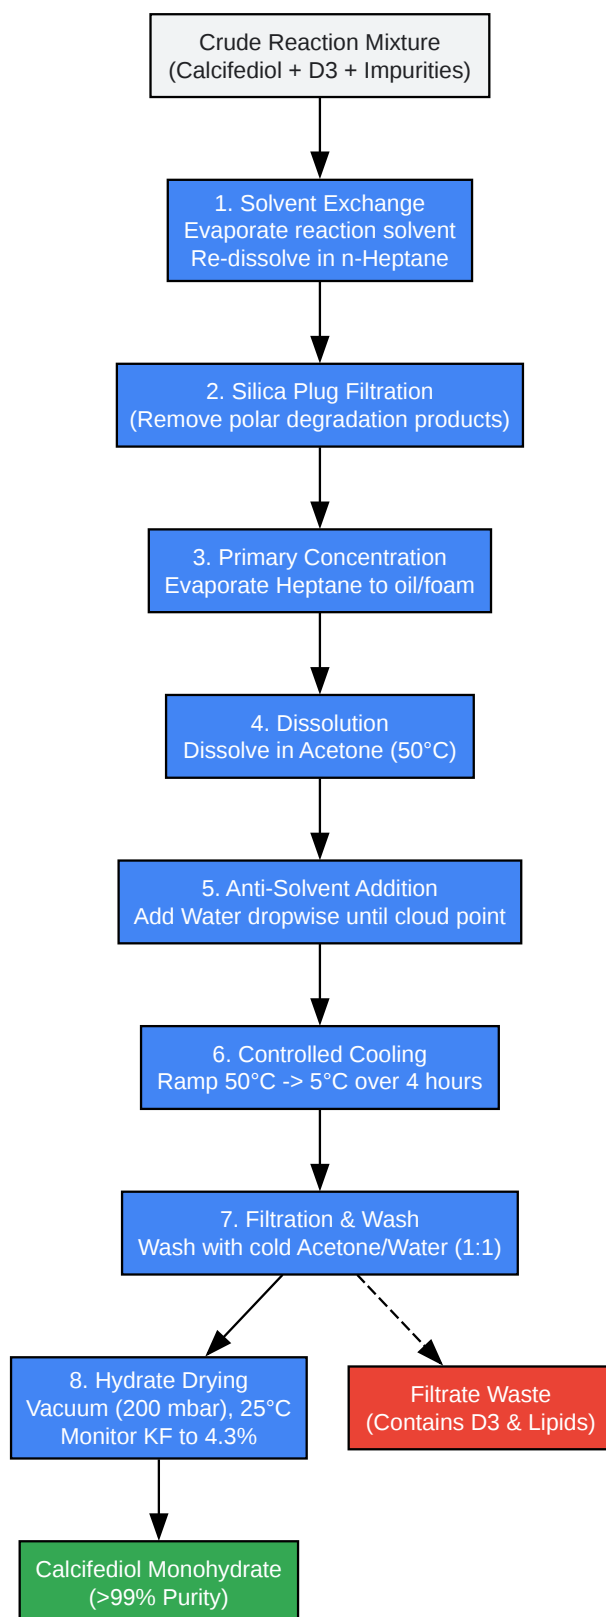 Crude Reaction Mixture
(Calcifediol + D3 + Impurities)
1. Solvent Exchange
Evaporate reaction solvent
Re-dissolve in n-Heptane
2. Silica Plug Filtration
(Remove polar degradation products)
3. Primary Concentration
Evaporate Heptane to oil/foam
4. Dissolution
Dissolve in Acetone (50°C)
5. Anti-Solvent Addition
Add Water dropwise until cloud point
6. Controlled Cooling
Ramp 50°C -> 5°C over 4 hours
7. Filtration & Wash
Wash with cold Acetone/Water (1:1)
8. Hydrate Drying
Vacuum (200 mbar), 25°C
Monitor KF to 4.3%
Filtrate Waste
(Contains D3 & Lipids)
Calcifediol Monohydrate
(>99% Purity)